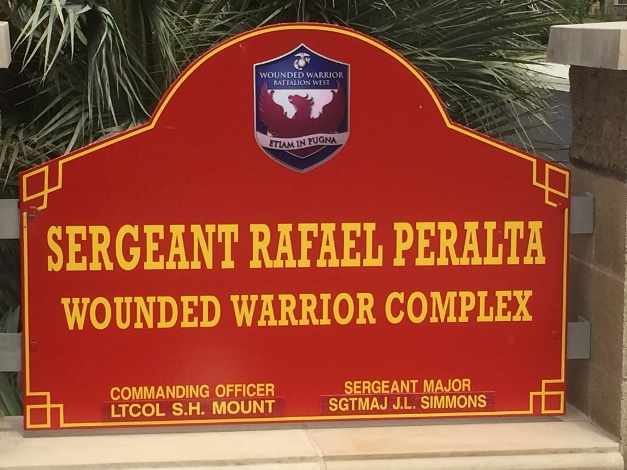 WOUNDED WARRIOR
BATTALION WEST
ETIAM IN PUGNA
SERGEANT RAFAEL PERALTA
WOUNDED WARRIOR COMPLEX
COMMANDING OFFICER
LTCOL S.H. MOUNT
SERGEANT MAJOR
SGTMAJ J.L. SIMMONS